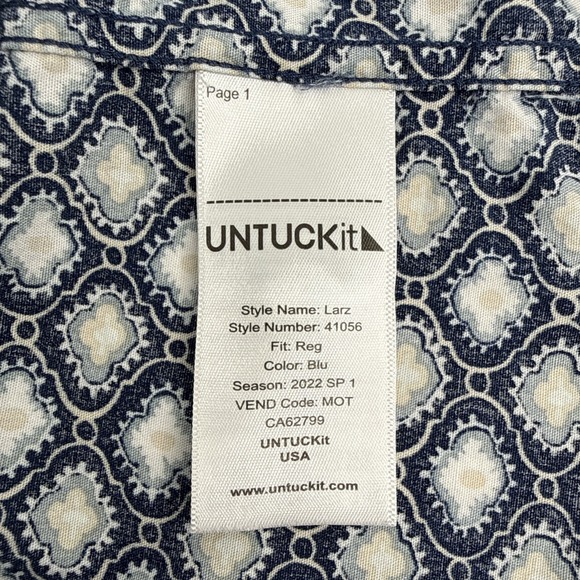 Page 1
UNTUCKit
Style Name: Larz
Style Number: 41056
Fit: Reg
Color: Blu
Season: 2022 SP 1
VEND Code: MOT
CA62799
UNTUCKit
USA
www.untuckit.com